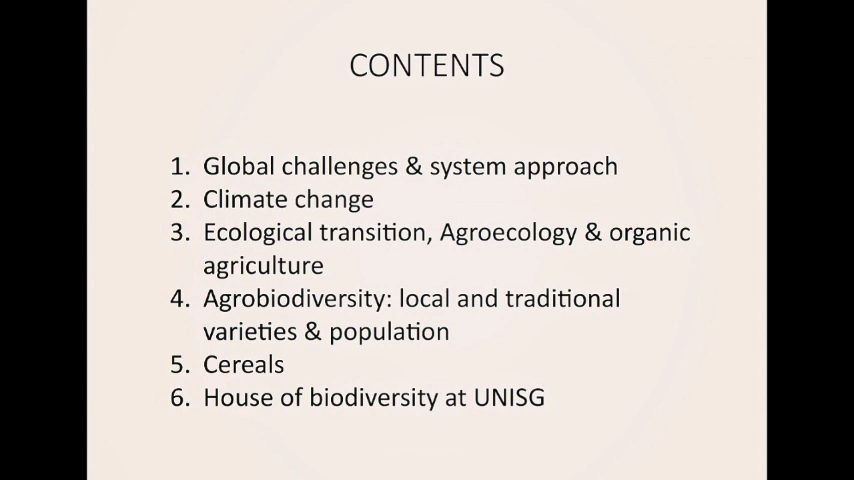 CONTENTS
1. Global challenges & system approach
2. Climate change
3. Ecological transition, Agroecology & organic
agriculture
4. Agrobiodiversity: local and traditional
varieties & population
5. Cereals
6. House of biodiversity at UNISG